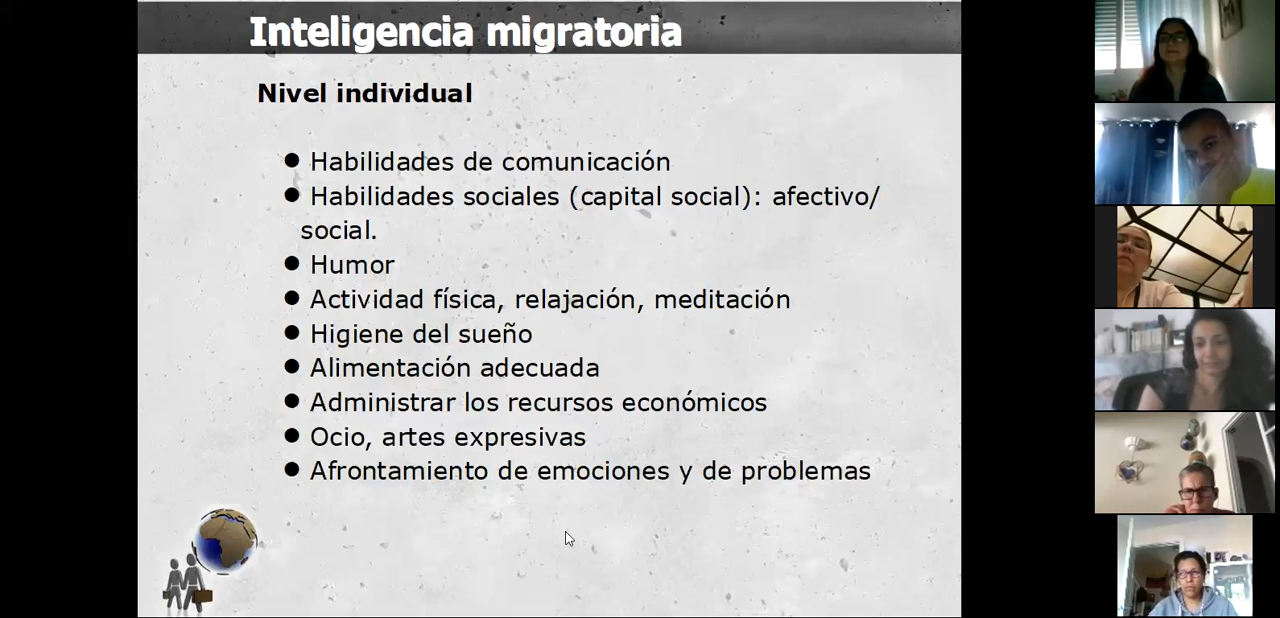 Inteligencia migratoria
Nivel individual
● Habilidades de comunicación
● Habilidades sociales (capital social): afectivo/
social.
● Humor
● Actividad física, relajación, meditación
● Higiene del sueño
● Alimentación adecuada
● Administrar los recursos económicos
● Ocio, artes expresivas
● Afrontamiento de emociones y de problemas